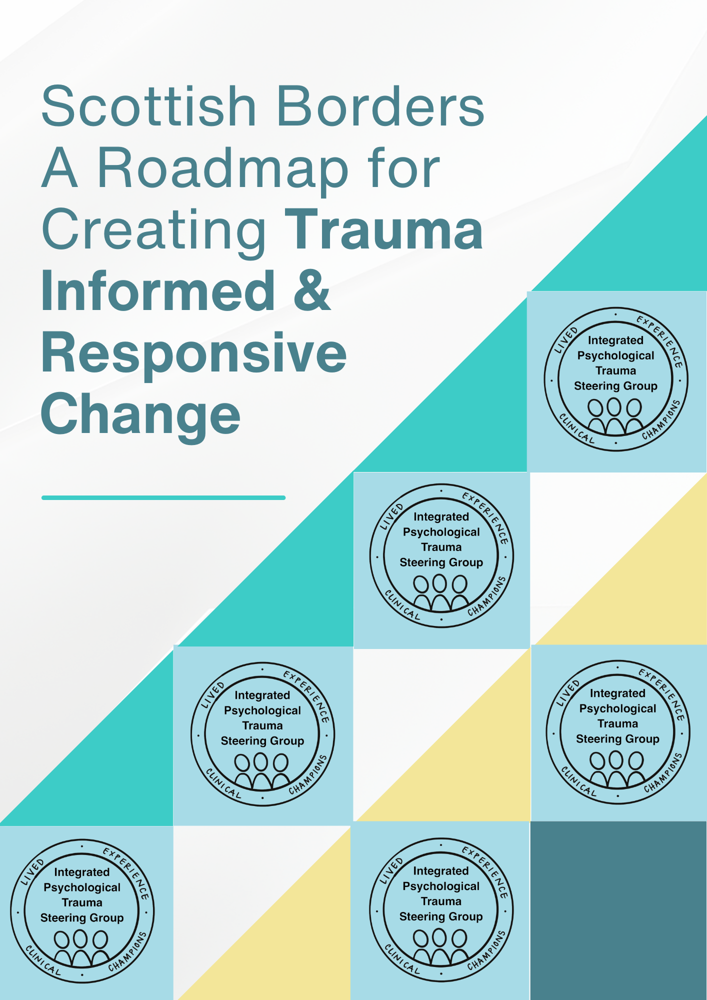 Scottish Borders
A Roadmap for
Creating Trauma
Informed &
Responsive
Change
LIVED EXPERIENCE
Integrated
Psychological
Trauma
Steering Group
CLINICAL CHAMPIONS
LIVED EXPERIENCE
Integrated
Psychological
Trauma
Steering Group
CLINICAL CHAMPIONS
LIVED EXPERIENCE
Integrated
Psychological
Trauma
Steering Group
CLINICAL CHAMPIONS
LIVED EXPERIENCE
Integrated
Psychological
Trauma
Steering Group
CLINICAL CHAMPIONS
LIVED EXPERIENCE
Integrated
Psychological
Trauma
Steering Group
CLINICAL CHAMPIONS
LIVED EXPERIENCE
Integrated
Psychological
Trauma
Steering Group
CLINICAL CHAMPIONS